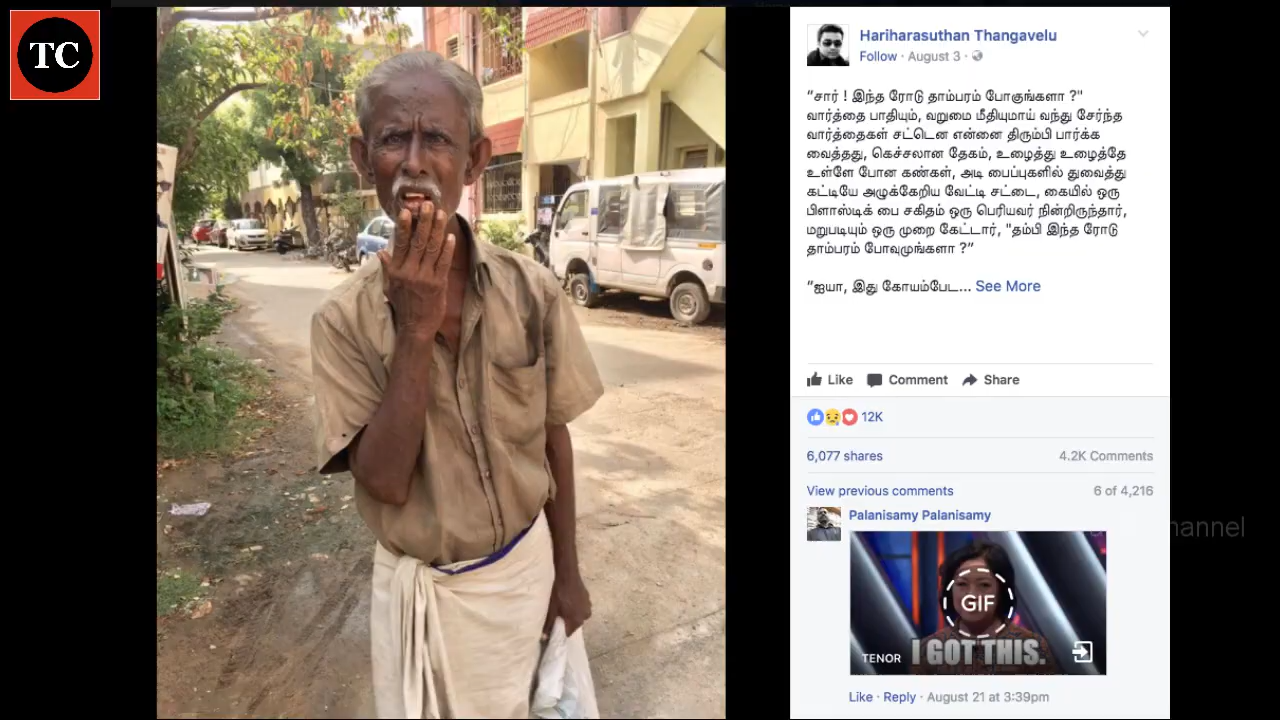 TC
Hariharasuthan Thangavelu
Follow · August 3 ·
“சார் ! இந்த ரோடு தாம்பரம் போகுங்களா ?"
வார்த்தை பாதியும், வறுமை மீதியுமாய் வந்து சேர்ந்த
வார்த்தைகள் சட்டென என்னை திரும்பி பார்க்க
வைத்தது, கெச்சலான தேகம், உழைத்து உழைத்தே
உள்ளே போன கண்கள், அடி பைப்புகளில் துவைத்து
கட்டியே அழுக்கேறிய வேட்டி சட்டை, கையில் ஒரு
பிளாஸ்டிக் பை சகிதம் ஒரு பெரியவர் நின்றிருந்தார்,
மறுபடியும் ஒரு முறை கேட்டார், "தம்பி இந்த ரோடு
தாம்பரம் போவுமுங்களா ?”
“ஐயா, இது கோயம்பேட... See More
Like Comment Share
12K
6,077 shares 4.2K Comments
View previous comments 6 of 4,216
Palanisamy Palanisamy
GIF
TENOR I GOT THIS.
Like · Reply · August 21 at 3:39pm
hannel